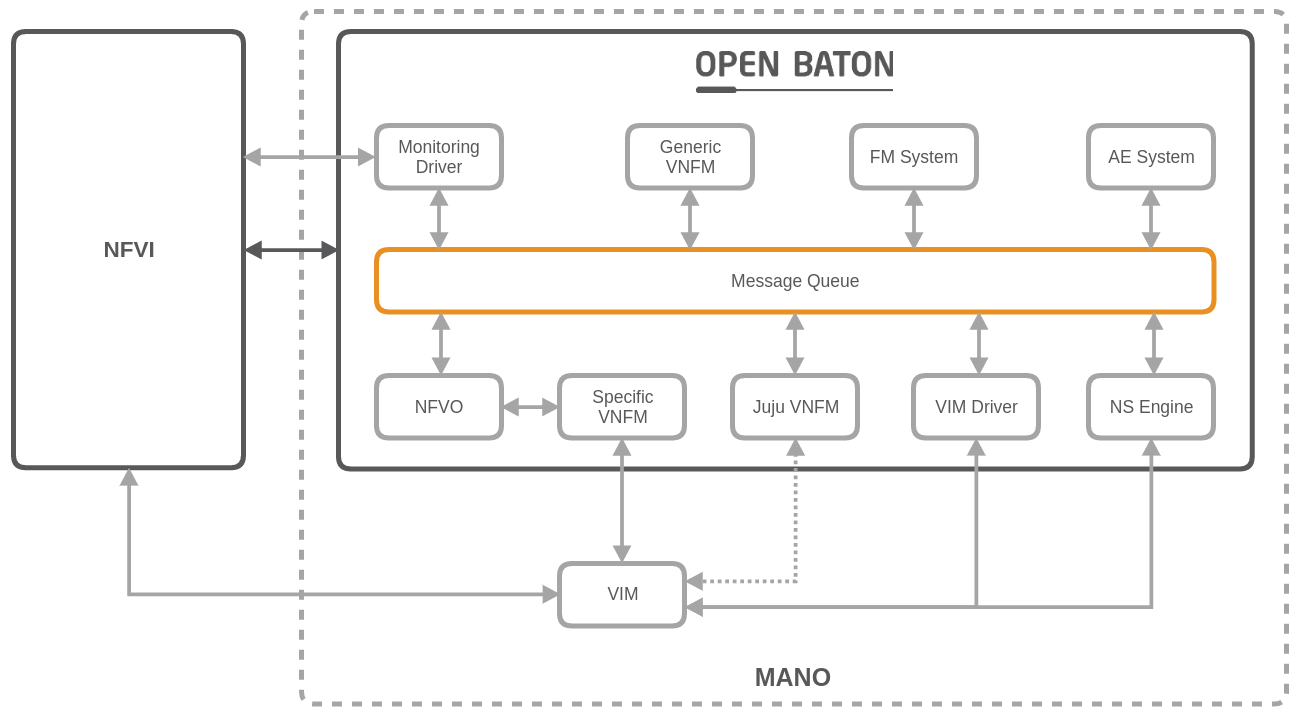 OPEN BATON
Monitoring
Driver
Generic
VNFM
FM System
AE System
NFVI
Message Queue
NFVO
Specific
VNFM
Juju VNFM
VIM Driver
NS Engine
VIM
MANO